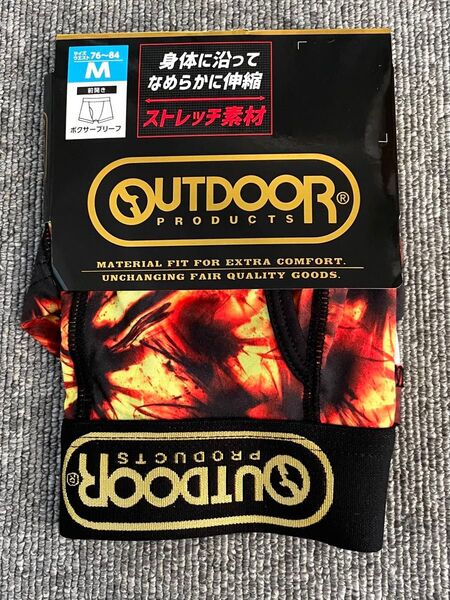 サイズ
ウエスト 76〜84
M
前開き
ボクサーブリーフ
身体に沿って
なめらかに伸縮
ストレッチ素材
OUTDOOR®
PRODUCTS
MATERIAL FIT FOR EXTRA COMFORT.
UNCHANGING FAIR QUALITY GOODS.
OUTDOOR®
PRODUCTS